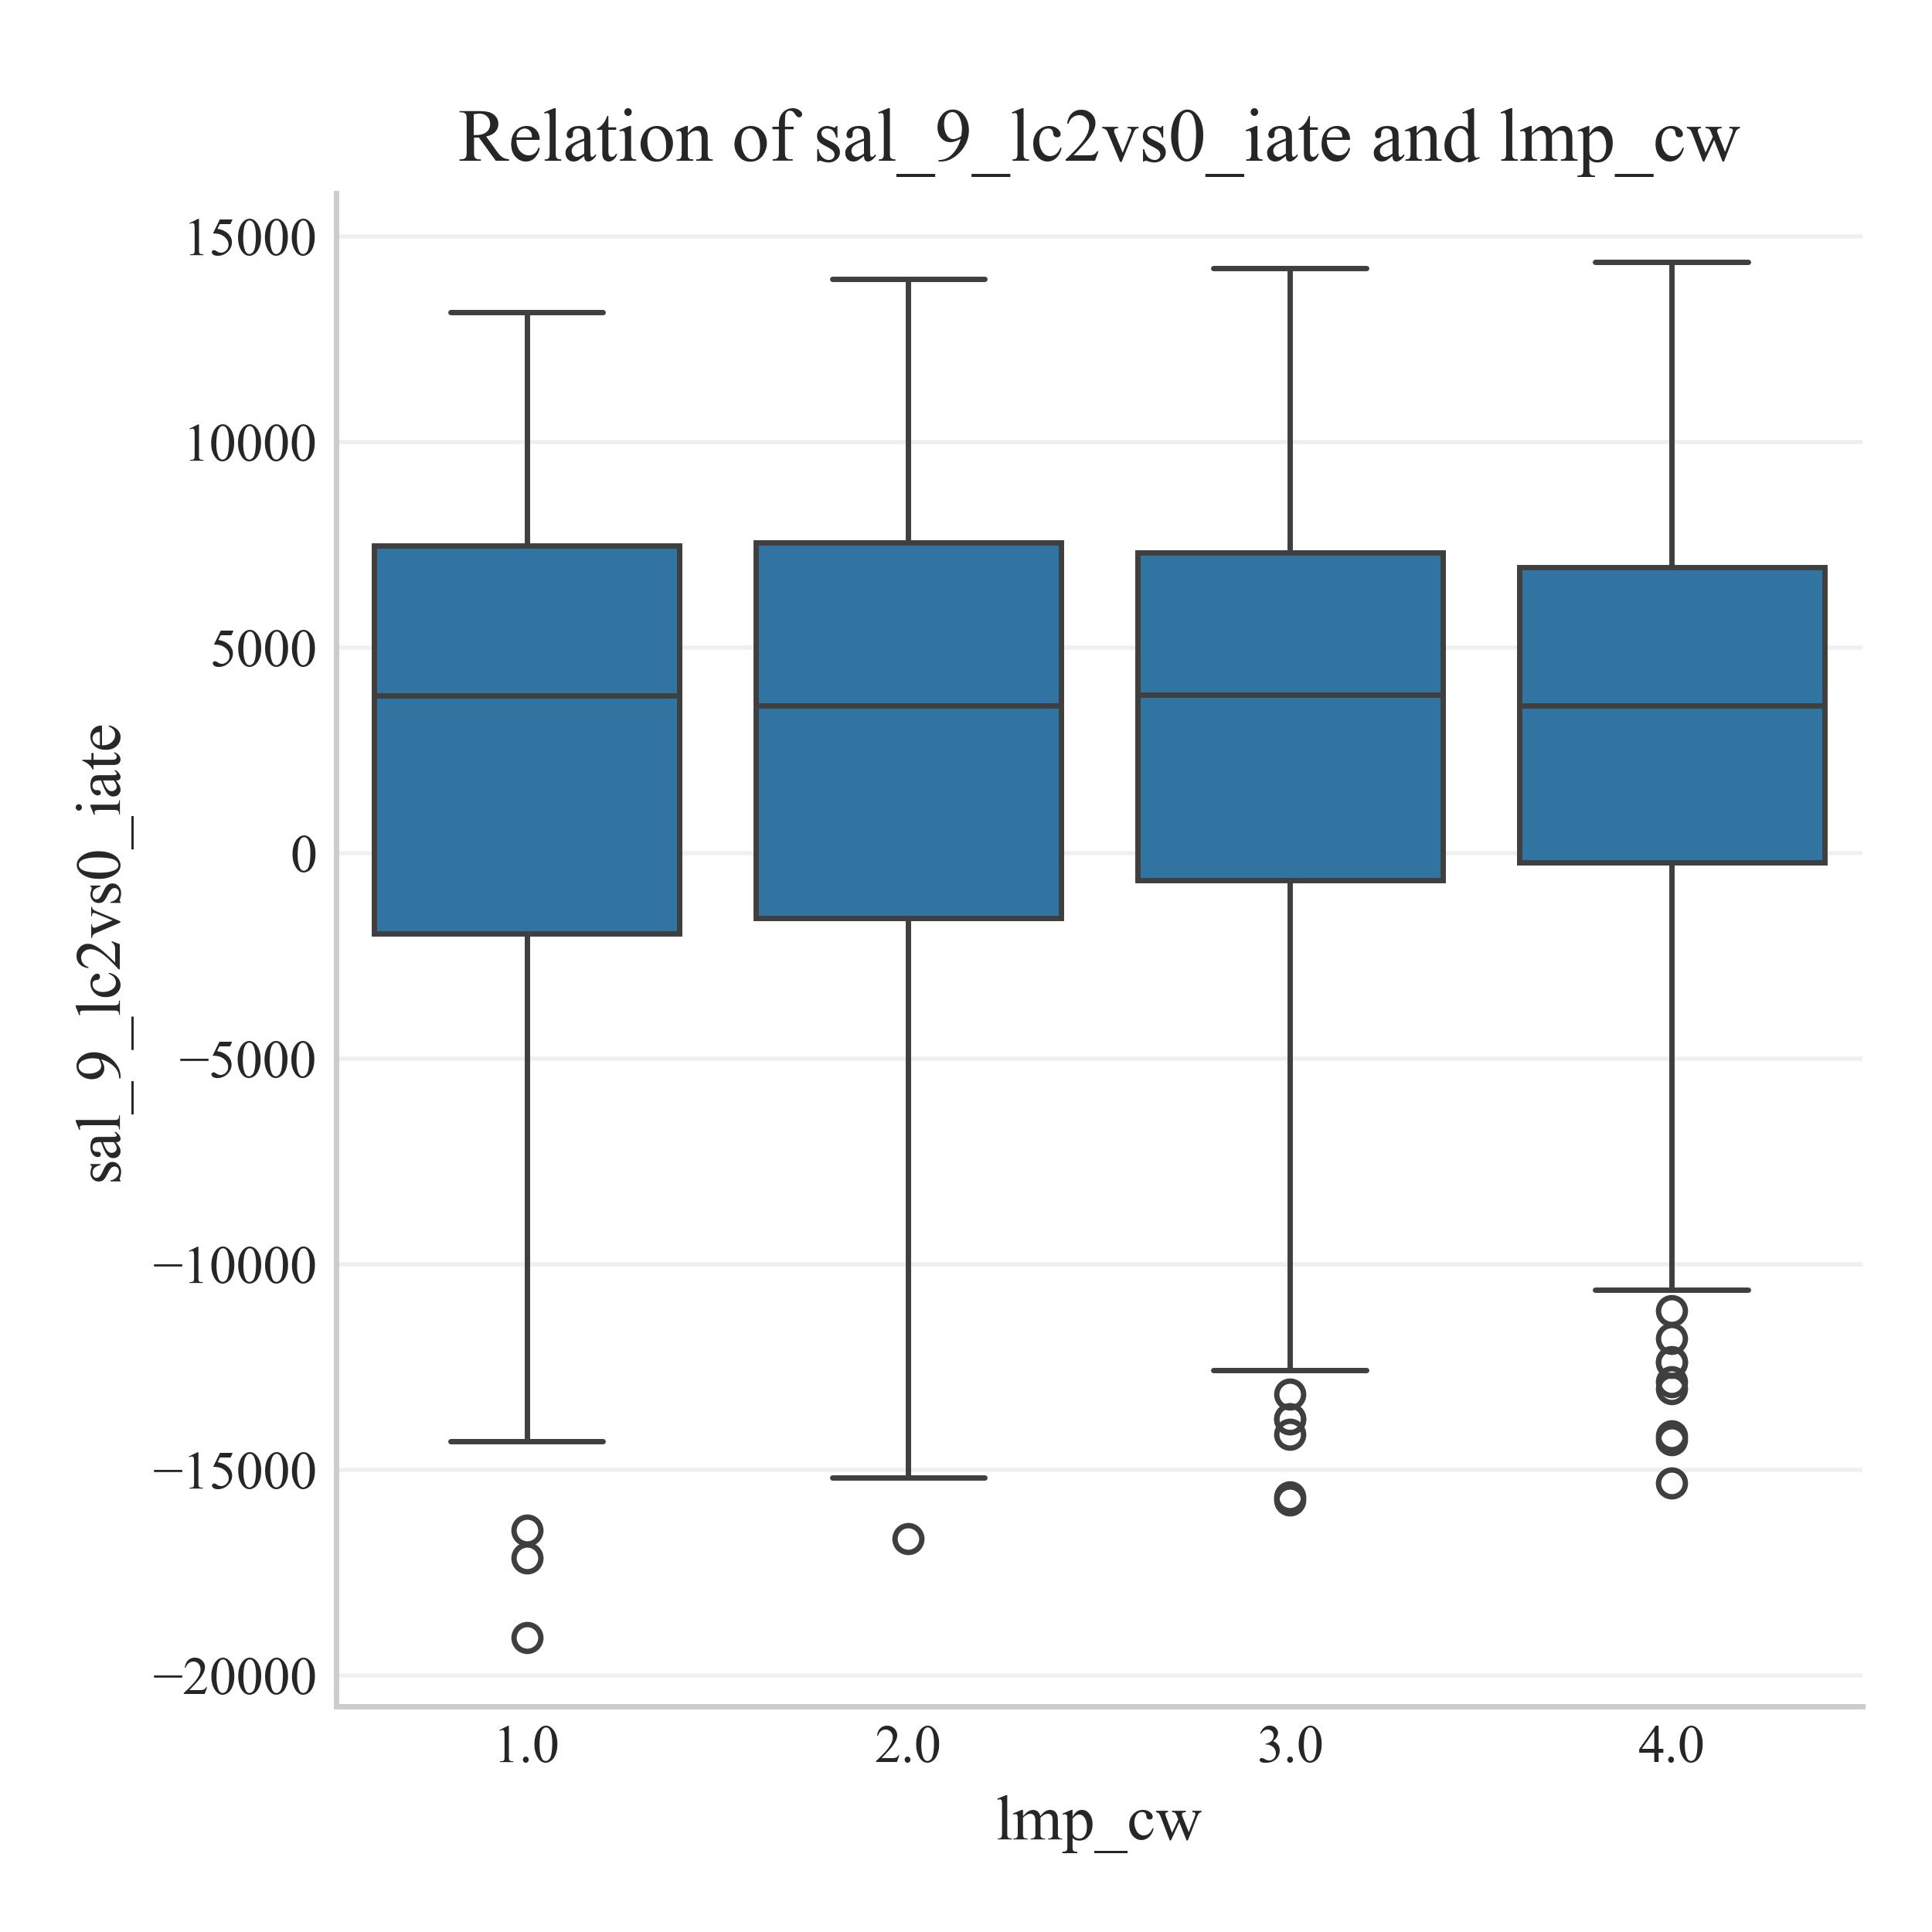 Relation of sal_9_lc2vs0_iate and lmp_cw
15000
10000
5000
0
−5000
−10000
−15000
−20000
sal_9_lc2vs0_iate
1.0 2.0 3.0 4.0
lmp_cw